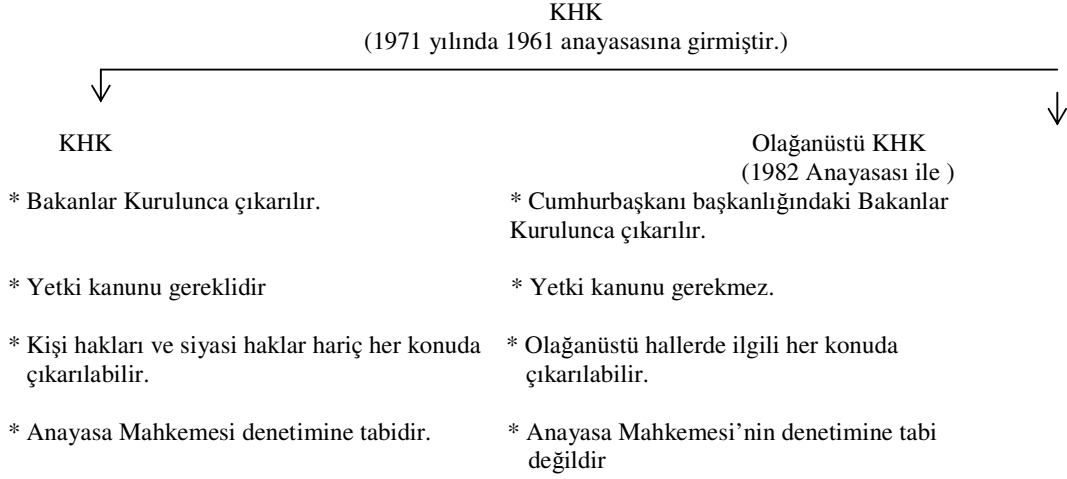 KHK
(1971 yılında 1961 anayasasına girmiştir.)
KHK
Olağanüstü KHK
(1982 Anayasası ile )
* Bakanlar Kurulunca çıkarılır.
* Cumhurbaşkanı başkanlığındaki Bakanlar
Kurulunca çıkarılır.
* Yetki kanunu gereklidir
* Yetki kanunu gerekmez.
* Kişi hakları ve siyasi haklar hariç her konuda
çıkarılabilir.
* Olağanüstü hallerde ilgili her konuda
çıkarılabilir.
* Anayasa Mahkemesi denetimine tabidir.
* Anayasa Mahkemesi’nin denetimine tabi
değildir